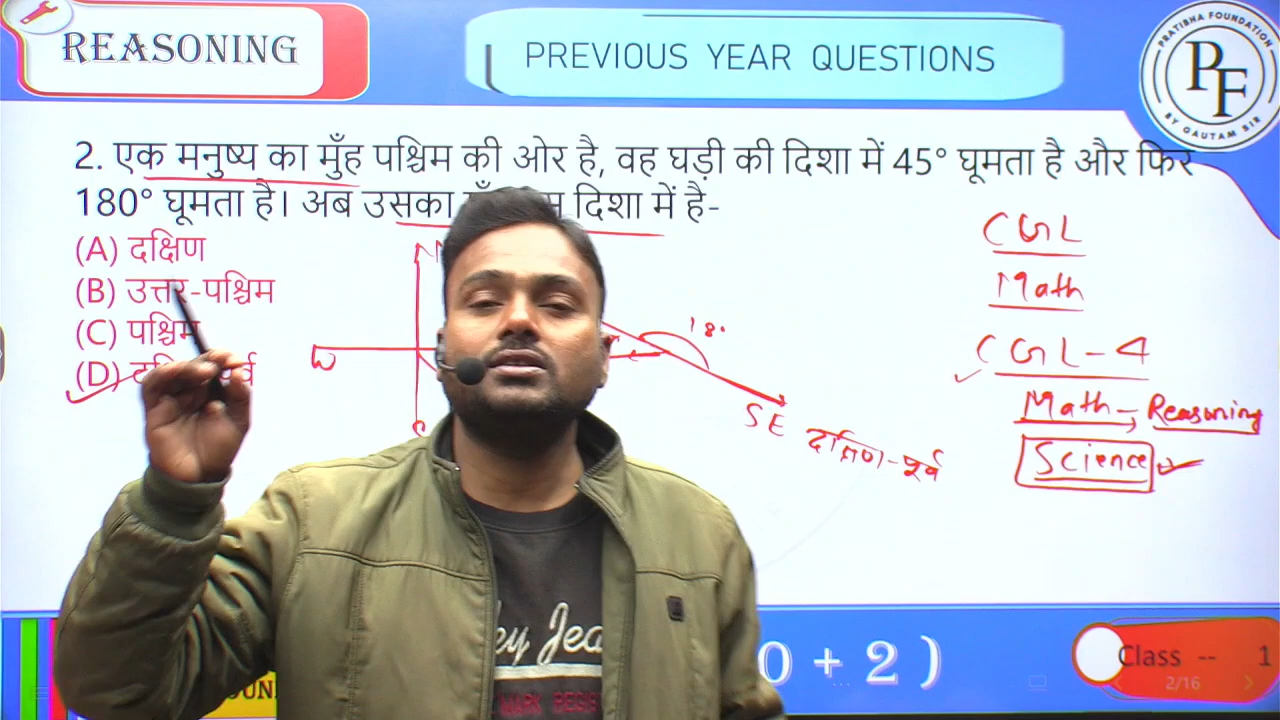 REASONING
PREVIOUS YEAR QUESTIONS
PRATIBHA FOUNDATION
PF
BY GAUTAM SIR
2. एक मनुष्य का मुँह पश्चिम की ओर है, वह घड़ी की दिशा में 45° घूमता है और फिर
180° घूमता है। अब उसका दिशा में है-
(A) दक्षिण
(B) उत्तर-पश्चिम
(C) पश्चिम
(D)
N
W
SE दक्षिण-पूर्व
CGL
Math
CGL-4
Math Reasoning
Science
0 + 2 )
Class -- 1
2/16